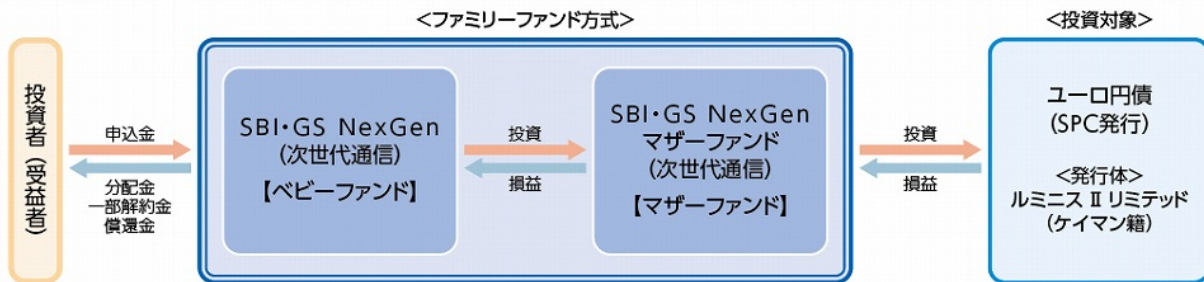 <ファミリーファンド方式>
<投資対象>
投資者（受益者）
申込金
分配金
一部解約金
償還金
SBI・GS NexGen
(次世代通信)
【ベビーファンド】
投資
損益
SBI・GS NexGen
マザーファンド
(次世代通信)
【マザーファンド】
投資
損益
ユーロ円債
(SPC発行)
<発行体>
ルミニス Ⅱ リミテッド
(ケイマン籍)